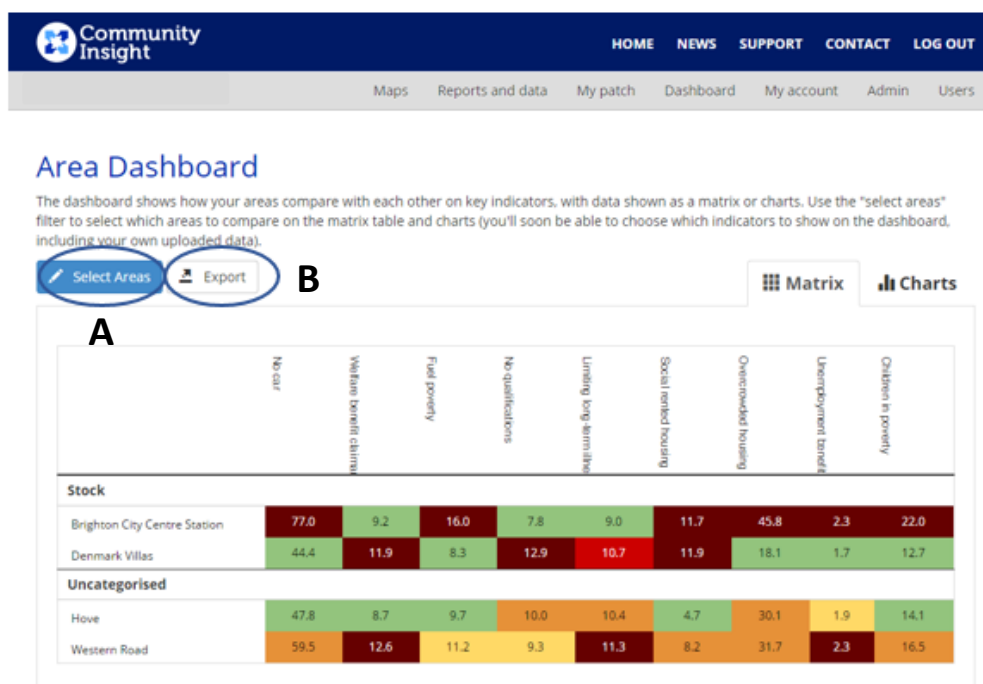 Community
Insight
HOME NEWS SUPPORT CONTACT LOG OUT
Maps Reports and data My patch Dashboard My account Admin Users
Area Dashboard
The dashboard shows how your areas compare with each other on key indicators, with data shown as a matrix or charts. Use the "select areas"
filter to select which areas to compare on the matrix table and charts (you'll soon be able to choose which indicators to show on the dashboard,
including your own uploaded data).
Select Areas Export B
Matrix Charts
A
No car
Welfare benefit claima
Fuel poverty
No qualifications
Limiting long-term illne
Social rented housing
Overcrowded housing
Unemployment benefit
Children in poverty
Stock
Brighton City Centre Station 77.0 9.2 16.0 7.8 9.0 11.7 45.8 2.3 22.0
Denmark Villas 44.4 11.9 8.3 12.9 10.7 11.9 18.1 1.7 12.7
Uncategorised
Hove 47.8 8.7 9.7 10.0 10.4 4.7 30.1 1.9 14.1
Western Road 59.5 12.6 11.2 9.3 11.3 8.2 31.7 2.3 16.5